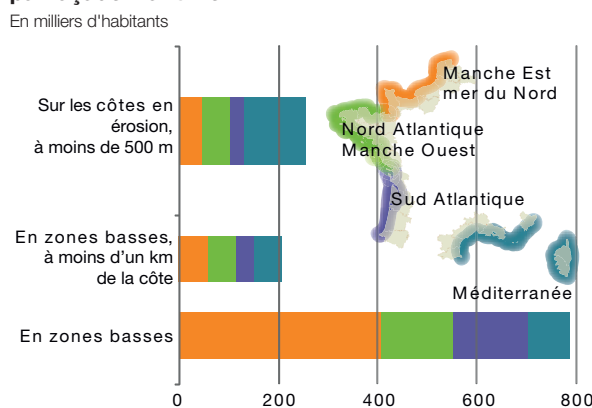 En milliers d'habitants
Manche Est
mer du Nord
Sur les côtes en
érosion,
à moins de 500 m
Nord Atlantique
Manche Ouest
Sud Atlantique
En zones basses,
à moins d'un km
de la côte
Méditerranée
En zones basses
0 200 400 600 800